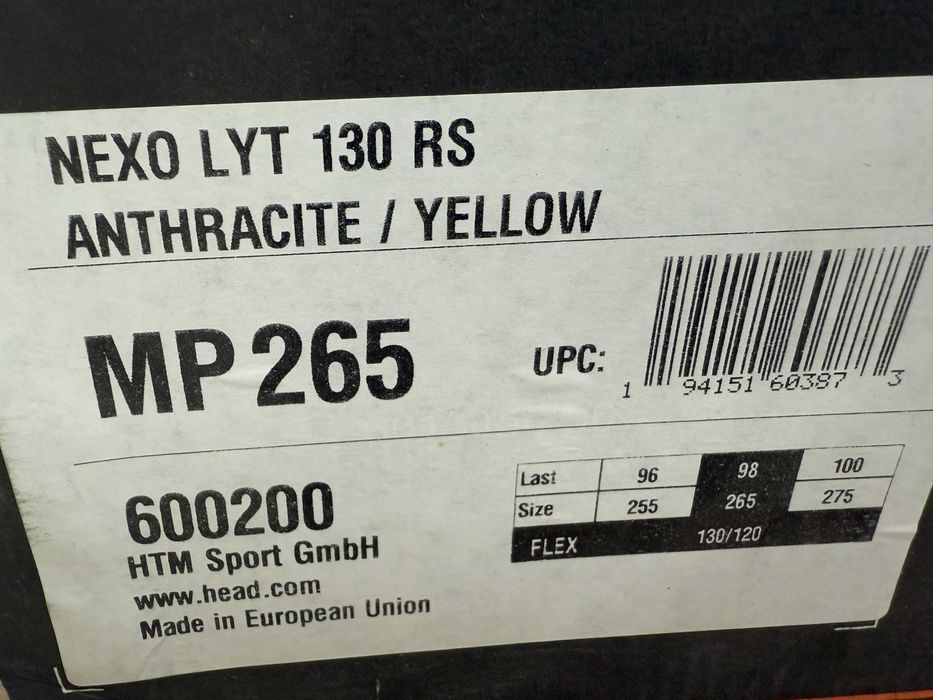 NEXO LYT 130 RS
ANTHRACITE / YELLOW
MP 265
UPC:
1 94151 60387 3
Last 96 98 100
Size 255 265 275
FLEX 130/120
600200
HTM Sport GmbH
www.head.com
Made in European Union